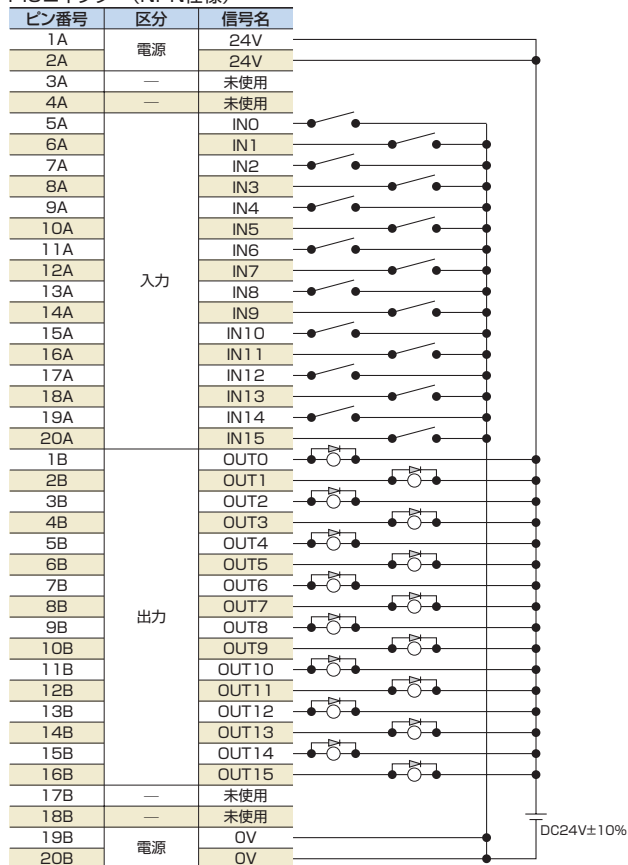 ピン番号 区分 信号名
1A 電源 24V
2A 24V
3A — 未使用
4A — 未使用
5A 入力 IN0
6A IN1
7A IN2
8A IN3
9A IN4
10A IN5
11A IN6
12A IN7
13A IN8
14A IN9
15A IN10
16A IN11
17A IN12
18A IN13
19A IN14
20A IN15
1B 出力 OUT0
2B OUT1
3B OUT2
4B OUT3
5B OUT4
6B OUT5
7B OUT6
8B OUT7
9B OUT8
10B OUT9
11B OUT10
12B OUT11
13B OUT12
14B OUT13
15B OUT14
16B OUT15
17B — 未使用
18B — 未使用
DC24V±10%
19B 電源 0V
20B 0V